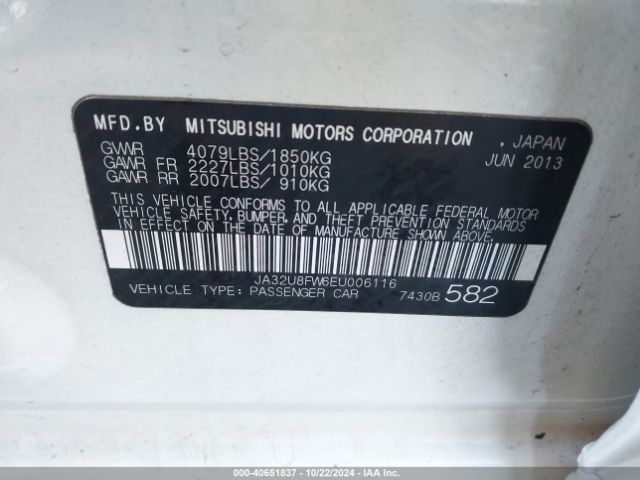 MFD.BY MITSUBISHI MOTORS CORPORATION . JAPAN
GVWR 4079LBS/1850KG JUN 2013
GAWR FR 2227LBS/1010KG
GAWR RR 2007LBS/ 910KG
THIS VEHICLE CONFORMS TO ALL APPLICABLE FEDERAL MOTOR
VEHICLE SAFETY, BUMPER, AND THEFT PREVENTION STANDARDS
IN EFFECT ON THE DATE OF MANUFACTURE SHOWN ABOVE.
JA32U8FW6EU006116
VEHICLE TYPE: PASSENGER CAR 7430B 582
000-40651837 - 10/22/2024 - IAA Inc.